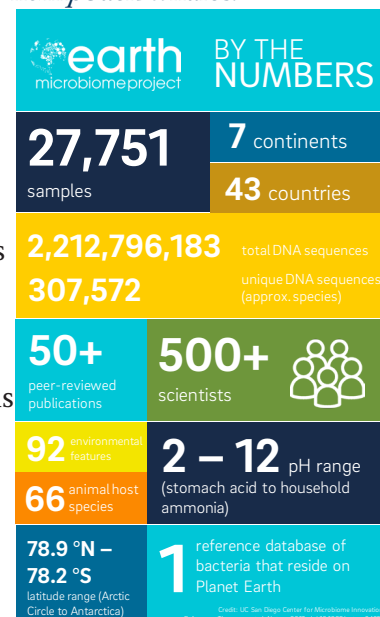 earth
microbiomeproject
BY THE
NUMBERS
27,751
samples
7 continents
43 countries
s
2,212,796,183 total DNA sequences
307,572 unique DNA sequences
(approx. species)
50+
peer-reviewed
publications
500+
scientists
92 environmental
features
66 animal host
species
2 – 12 pH range
(stomach acid to household
ammonia)
78.9 °N –
78.2 °S
latitude range (Arctic
Circle to Antarctica)
1 reference database of
bacteria that reside on
Planet Earth
Credit: UC San Diego Center for Microbiome Innovation